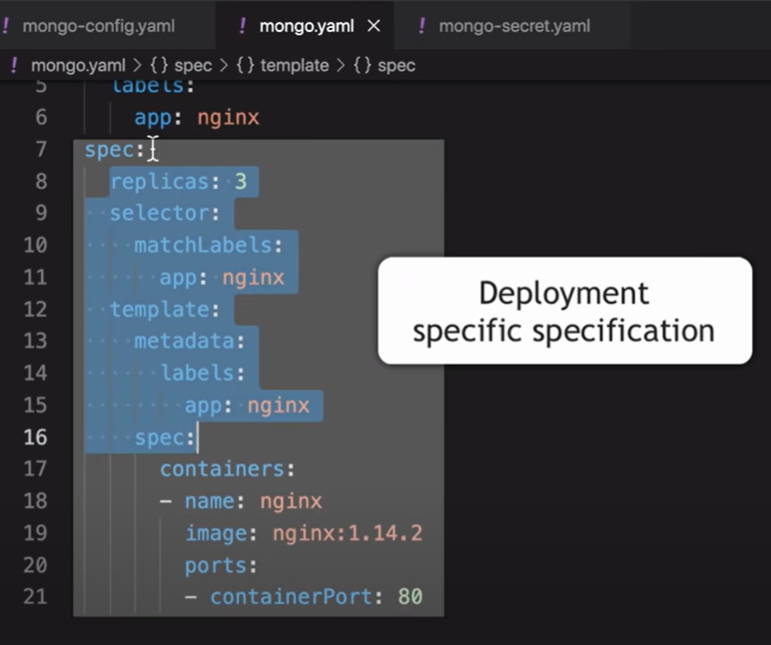 ! mongo-config.yaml ! mongo.yaml × ! mongo-secret.yaml
! mongo.yaml > {} spec > {} template > {} spec
5 labels:
6 app: nginx
7 spec:
8 replicas: 3
9 selector:
10 matchLabels:
11 app: nginx
12 template:
13 metadata:
14 labels:
15 app: nginx
16 spec:
17 containers:
18 - name: nginx
19 image: nginx:1.14.2
20 ports:
21 - containerPort: 80
Deployment
specific specification